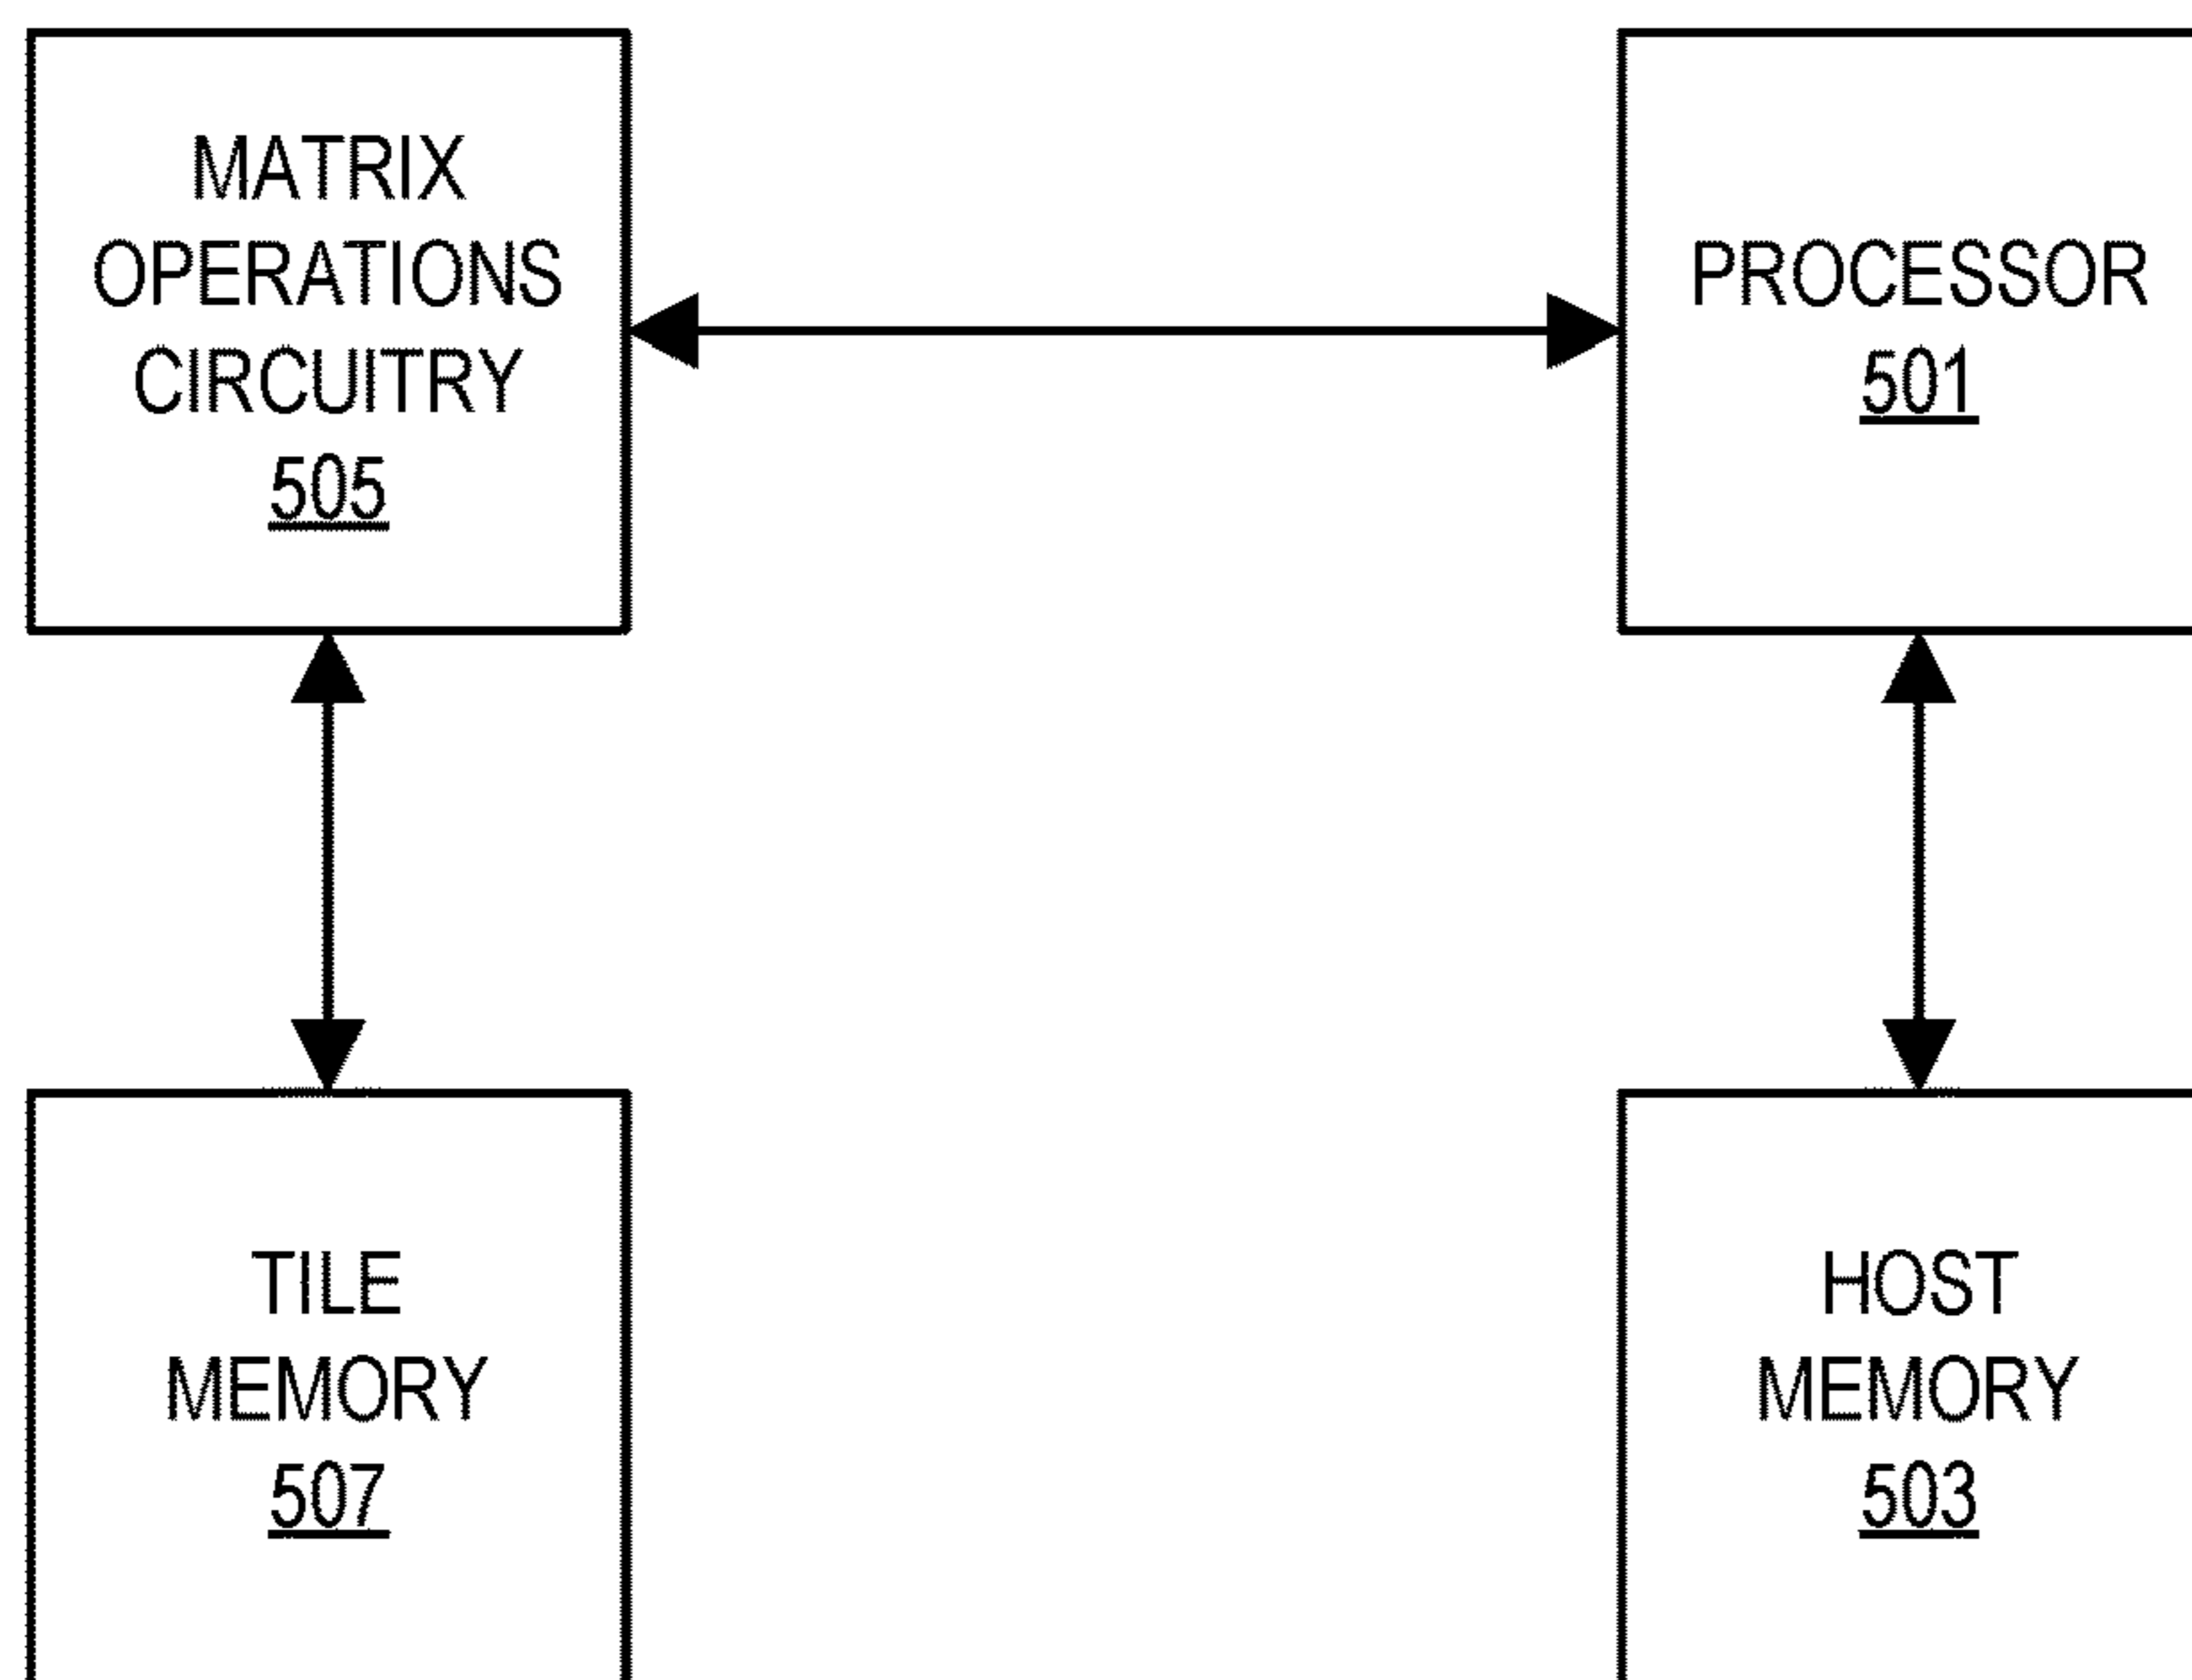 MATRIX
OPERATIONS
CIRCUITRY
505
PROCESSOR
501
TILE
MEMORY
507
HOST
MEMORY
503